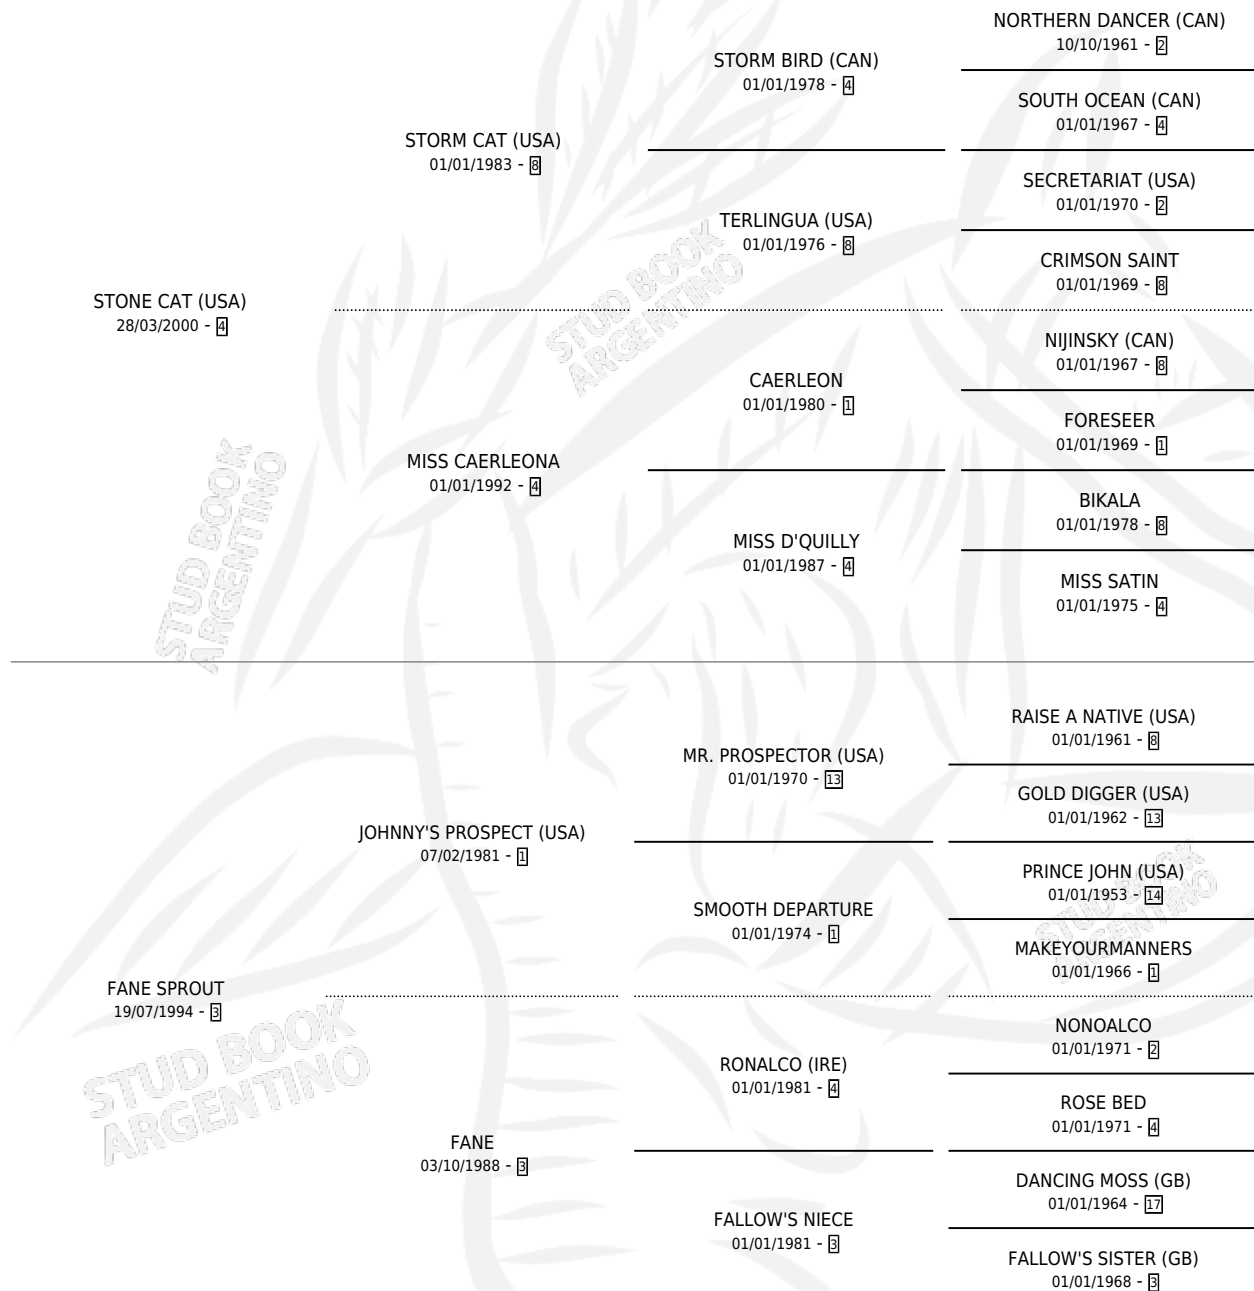 NORTHERN DANCER (CAN)
10/10/1961 - 2
STORM BIRD (CAN)
01/01/1978 - 4
SOUTH OCEAN (CAN)
01/01/1967 - 4
STORM CAT (USA)
01/01/1983 - 8
SECRETARIAT (USA)
01/01/1970 - 2
TERLINGUA (USA)
01/01/1976 - 8
CRIMSON SAINT
01/01/1969 - 8
STONE CAT (USA)
28/03/2000 - 4
NIJINSKY (CAN)
01/01/1967 - 8
CAERLEON
01/01/1980 - 1
FORESEER
01/01/1969 - 1
MISS CAERLEONA
01/01/1992 - 4
BIKALA
01/01/1978 - 8
MISS D'QUILLY
01/01/1987 - 4
MISS SATIN
01/01/1975 - 4
RAISE A NATIVE (USA)
01/01/1961 - 8
MR. PROSPECTOR (USA)
01/01/1970 - 13
GOLD DIGGER (USA)
01/01/1962 - 13
JOHNNY'S PROSPECT (USA)
07/02/1981 - 1
PRINCE JOHN (USA)
01/01/1953 - 14
SMOOTH DEPARTURE
01/01/1974 - 1
MAKEYOURMANNERS
01/01/1966 - 1
FANE SPROUT
19/07/1994 - 3
NONOALCO
01/01/1971 - 2
RONALCO (IRE)
01/01/1981 - 4
ROSE BED
01/01/1971 - 4
FANE
03/10/1988 - 3
DANCING MOSS (GB)
01/01/1964 - 17
FALLOW'S NIECE
01/01/1981 - 3
FALLOW'S SISTER (GB)
01/01/1968 - 3
STUD BOOK
ARGENTINO
STUD BOOK
ARGENTINO
STUD BOOK
ARGENTINO
STUD BOOK
ARGENTINO